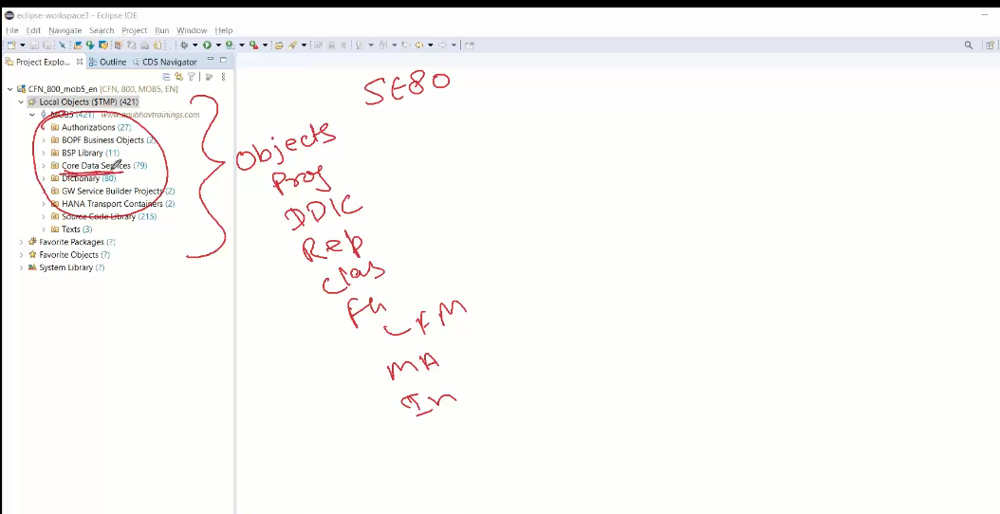 eclipse-workspace3 - Eclipse IDE
File Edit Navigate Search Project Run Window Help
Project Explo... Outline CDS Navigator
CFN_800_mob5_en [CFN, 800, MOB5, EN]
Local Objects ($TMP) (421)
MOB5 (421) www.anubhavtrainings.com
Authorizations (27)
BOPF Business Objects (2)
BSP Library (11)
Core Data Services (79)
Dictionary (80)
GW Service Builder Projects (2)
HANA Transport Containers (2)
Source Code Library (215)
Texts (3)
Favorite Packages (?)
Favorite Objects (?)
System Library (?)
SE80
Objects
Prog
DDIC
Rep
Clas
FM
MA
In